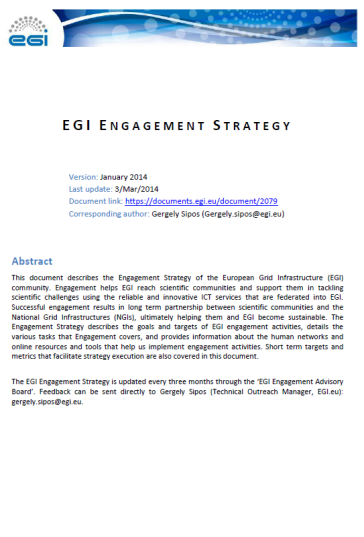 egi
EGI ENGAGEMENT STRATEGY
Version: January 2014
Last update: 3/Mar/2014
Document link: https://documents.egi.eu/document/2079
Corresponding author: Gergely Sipos (Gergely.sipos@egi.eu)
Abstract
This document describes the Engagement Strategy of the European Grid Infrastructure (EGI)
community. Engagement helps EGI reach scientific communities and support them in tackling
scientific challenges using the reliable and innovative ICT services that are federated into EGI.
Successful engagement results in long term partnership between scientific communities and the
National Grid Infrastructures (NGIs), ultimately helping them and EGI become sustainable. The
Engagement Strategy describes the goals and targets of EGI engagement activities, details the
various tasks that Engagement covers, and provides information about the human networks and
online resources and tools that help us implement engagement activities. Short term targets and
metrics that facilitate strategy execution are also covered in this document.
The EGI Engagement Strategy is updated every three months through the 'EGI Engagement Advisory
Board'. Feedback can be sent directly to Gergely Sipos (Technical Outreach Manager, EGI.eu):
gergely.sipos@egi.eu.